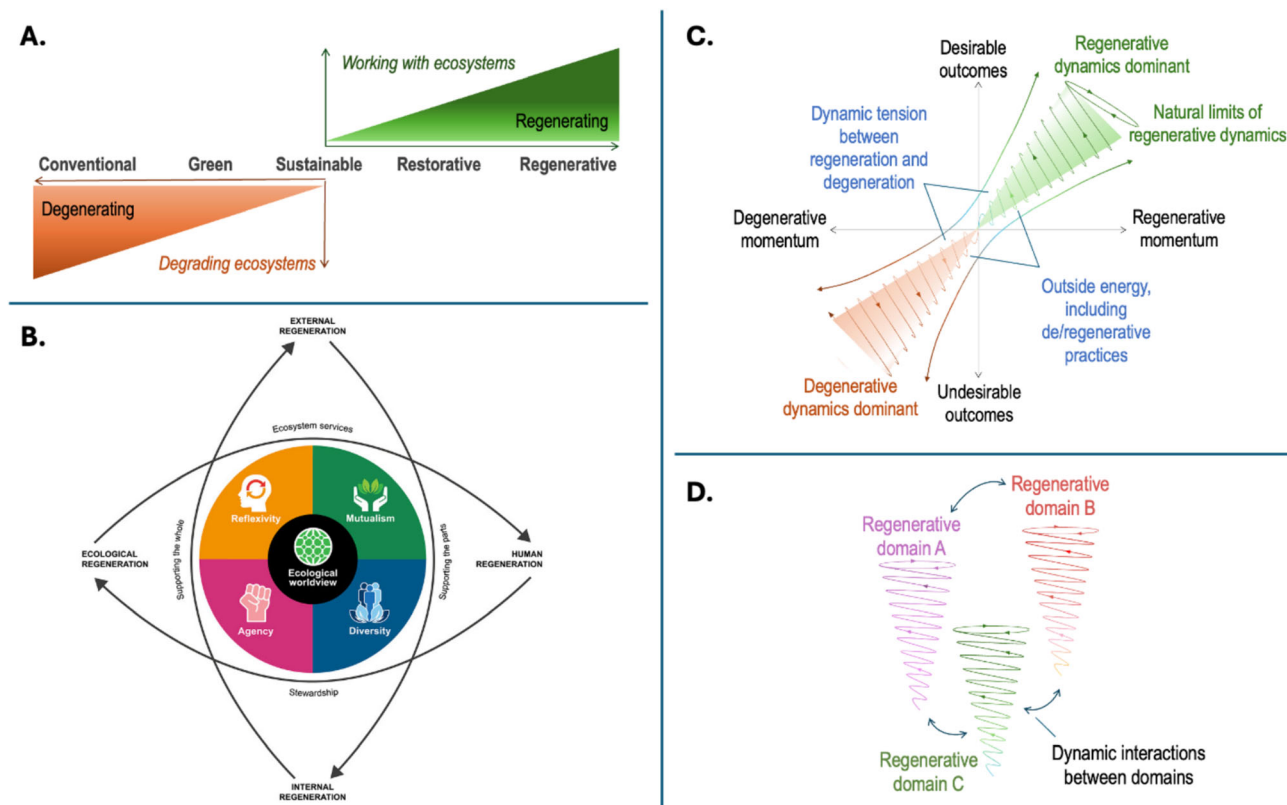 A.
Working with ecosystems
Regenerating
Conventional Green Sustainable Restorative Regenerative
Degenerating
Degrading ecosystems
B.
EXTERNAL
REGENERATION
Ecosystem services
Reflexivity
Mutualism
Supporting the whole
Supporting the parts
ECOLOGICAL
REGENERATION
HUMAN
REGENERATION
Ecological
worldview
Agency
Diversity
Stewardship
INTERNAL
REGENERATION
C.
Desirable
outcomes
Regenerative
dynamics dominant
Dynamic tension
between
regeneration and
degeneration
Natural limits of
regenerative dynamics
Degenerative
momentum
Regenerative
momentum
Outside energy,
including
de/regenerative
practices
Degenerative
dynamics dominant
Undesirable
outcomes
D.
Regenerative
domain B
Regenerative
domain A
Regenerative
domain C
Dynamic interactions
between domains